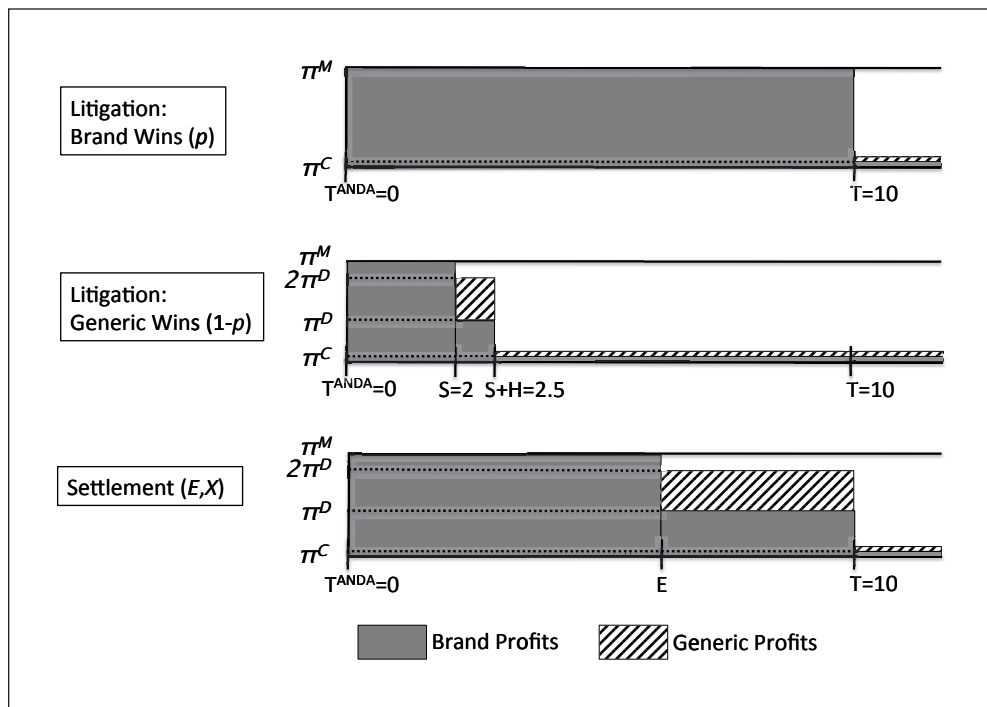 π^M
Litigation:
Brand Wins (p)
π^C
T^ANDA=0
T=10
π^M
2π^D
Litigation:
Generic Wins (1-p)
π^D
π^C
T^ANDA=0
S=2
S+H=2.5
T=10
π^M
2π^D
Settlement (E,X)
π^D
π^C
T^ANDA=0
E
T=10
Brand Profits
Generic Profits